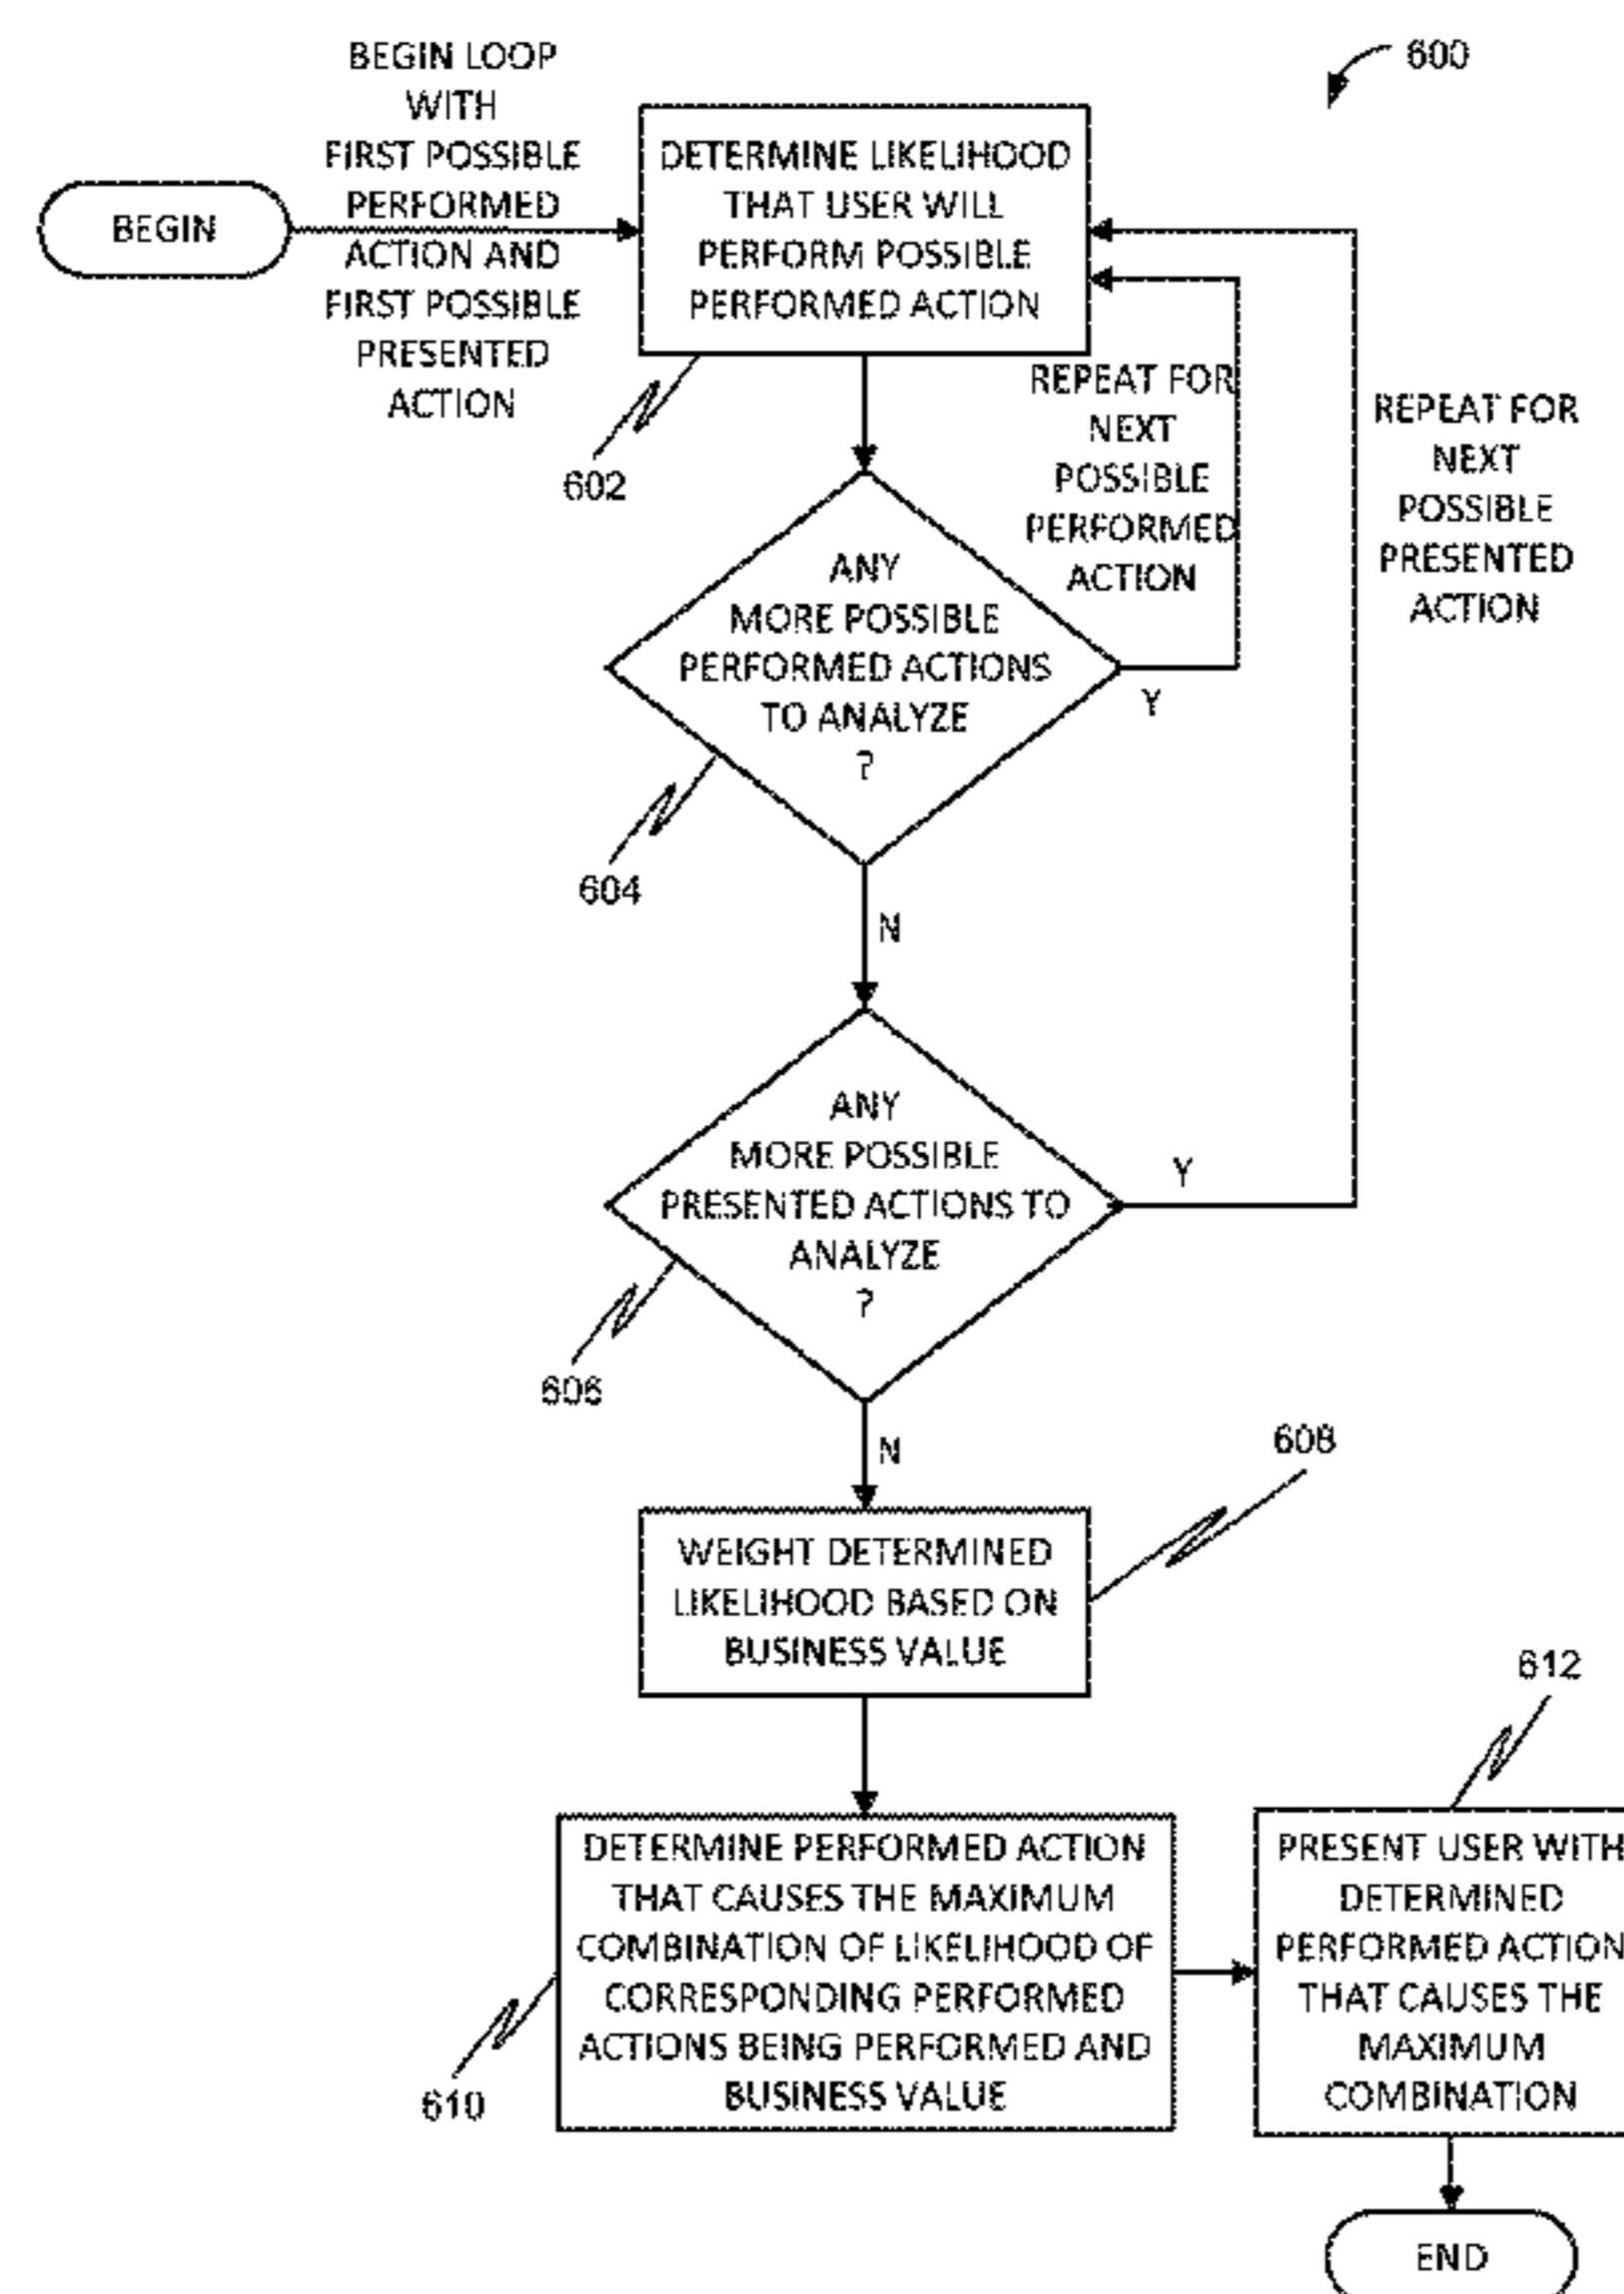 600
BEGIN LOOP
WITH
FIRST POSSIBLE
PERFORMED
ACTION AND
FIRST POSSIBLE
PRESENTED
ACTION
BEGIN
DETERMINE LIKELIHOOD
THAT USER WILL
PERFORM POSSIBLE
PERFORMED ACTION
602
REPEAT FOR
NEXT
POSSIBLE
PERFORMED
ACTION
REPEAT FOR
NEXT
POSSIBLE
PRESENTED
ACTION
ANY
MORE POSSIBLE
PERFORMED ACTIONS
TO ANALYZE
?
Y
604
N
ANY
MORE POSSIBLE
PRESENTED ACTIONS TO
ANALYZE
?
Y
606
N
608
WEIGHT DETERMINED
LIKELIHOOD BASED ON
BUSINESS VALUE
612
DETERMINE PERFORMED ACTION
THAT CAUSES THE MAXIMUM
COMBINATION OF LIKELIHOOD OF
CORRESPONDING PERFORMED
ACTIONS BEING PERFORMED AND
BUSINESS VALUE
610
PRESENT USER WITH
DETERMINED
PERFORMED ACTION
THAT CAUSES THE
MAXIMUM
COMBINATION
END